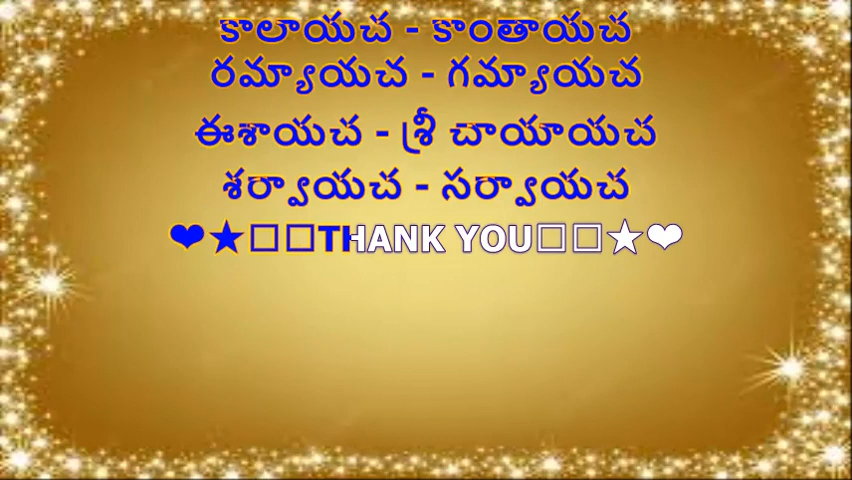 కాలాయచ - కాంతాయచ
రమ్యాయచ - గమ్యాయచ
ఈశాయచ - శ్రీ చాయాయచ
శర్వాయచ - సర్వాయచ
❤★□□THANK YOU□□★❤